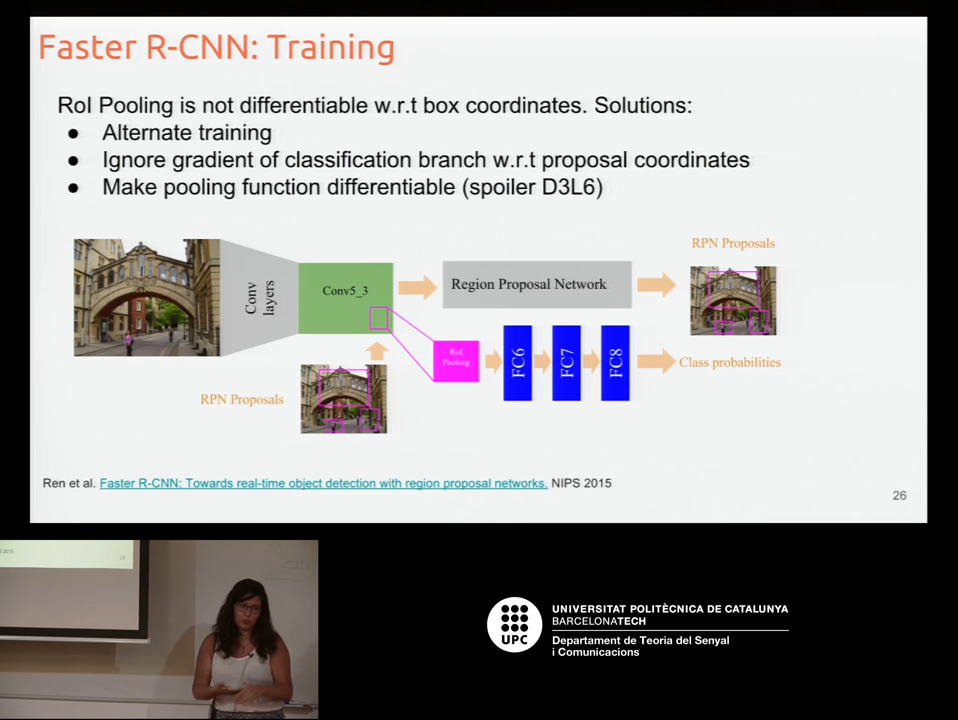 Faster R-CNN: Training
RoI Pooling is not differentiable w.r.t box coordinates. Solutions:
● Alternate training
● Ignore gradient of classification branch w.r.t proposal coordinates
● Make pooling function differentiable (spoiler D3L6)
Conv
layers
Conv5_3
Region Proposal Network
RPN Proposals
RoI
Pooling
FC6
FC7
FC8
Class probabilities
RPN Proposals
Ren et al. Faster R-CNN: Towards real-time object detection with region proposal networks. NIPS 2015
26
UPC
UNIVERSITAT POLITÈCNICA DE CATALUNYA
BARCELONATECH
Departament de Teoria del Senyal
i Comunicacions